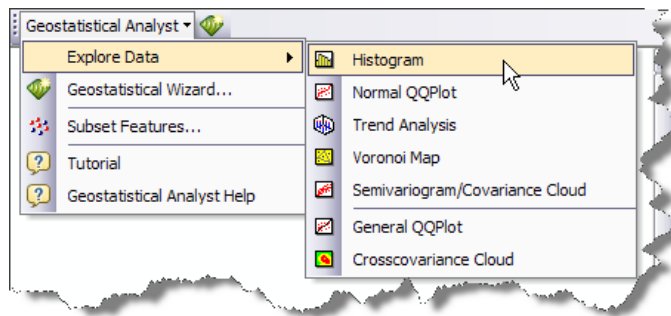 Geostatistical Analyst
Explore Data
Geostatistical Wizard...
Subset Features...
Tutorial
Geostatistical Analyst Help
Histogram
Normal QQPlot
Trend Analysis
Voronoi Map
Semivariogram/Covariance Cloud
General QQPlot
Crosscovariance Cloud